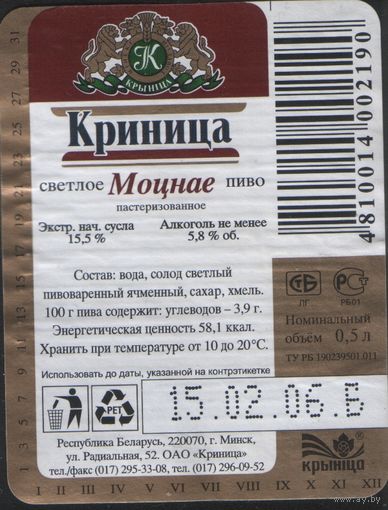 К
КРЫНІЦА
Криница
светлое Моцнае пиво
пастеризованное
Экстр. нач. сусла
15,5 %
Алкоголь не менее
5,8 % об.
Состав: вода, солод светлый
пивоваренный ячменный, сахар, хмель.
100 г пива содержит: углеводов – 3,9 г.
Энергетическая ценность 58,1 ккал.
Хранить при температуре от 10 до 20°С.
Использовать до даты, указанной на контрэтикетке
15.02.06.Б
PET
Республика Беларусь, 220070, г. Минск,
ул. Радиальная, 52. ОАО «Криница»
тел./факс (017) 295-33-08, тел. (017) 296-09-52
4810014002190
ЛГ
РБ01
Номинальный
объем 0,5 л
ТУ РБ 190239501.011
крыніца
1 3 5 7 9 11 13 15 17 19 21 23 25 27 29 31
I II III IV V VI VII VIII IX X XI XII
www.ay.by